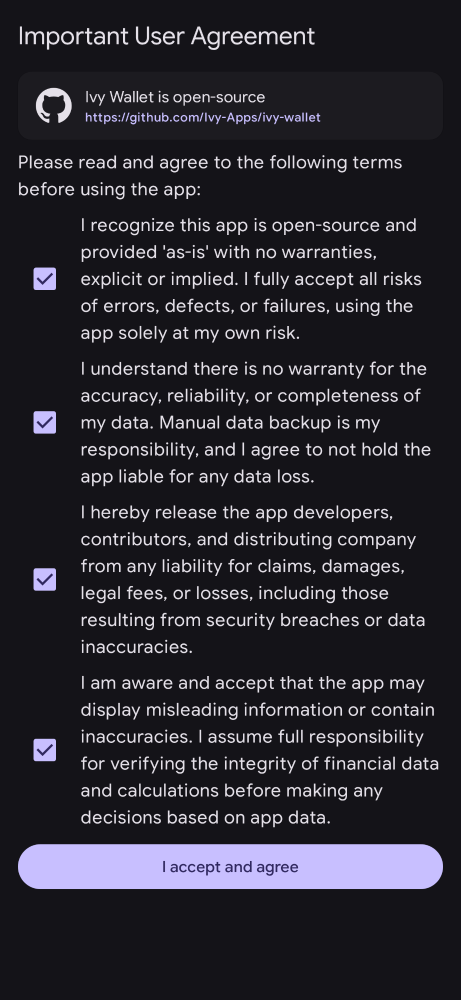 Important User Agreement
Ivy Wallet is open-source
https://github.com/Ivy-Apps/ivy-wallet
Please read and agree to the following terms
before using the app:
I recognize this app is open-source and
provided 'as-is' with no warranties,
explicit or implied. I fully accept all risks
of errors, defects, or failures, using the
app solely at my own risk.
I understand there is no warranty for the
accuracy, reliability, or completeness of
my data. Manual data backup is my
responsibility, and I agree to not hold the
app liable for any data loss.
I hereby release the app developers,
contributors, and distributing company
from any liability for claims, damages,
legal fees, or losses, including those
resulting from security breaches or data
inaccuracies.
I am aware and accept that the app may
display misleading information or contain
inaccuracies. I assume full responsibility
for verifying the integrity of financial data
and calculations before making any
decisions based on app data.
I accept and agree